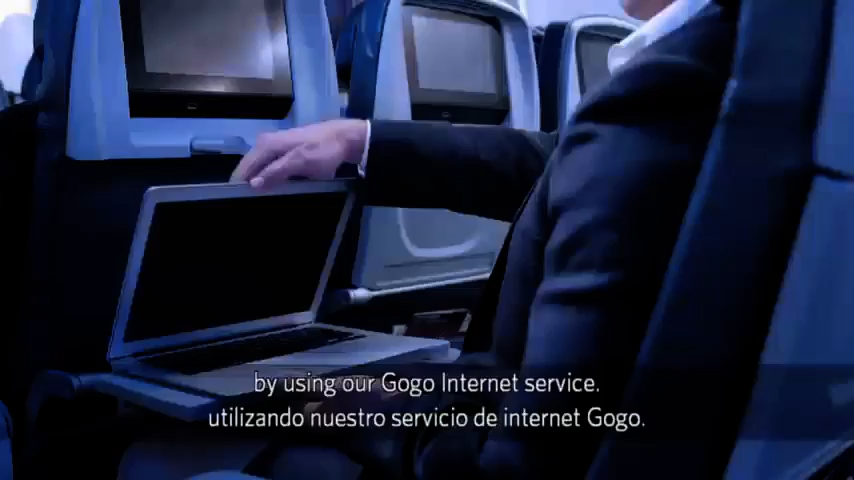 by using our Gogo Internet service.
utilizando nuestro servicio de internet Gogo.